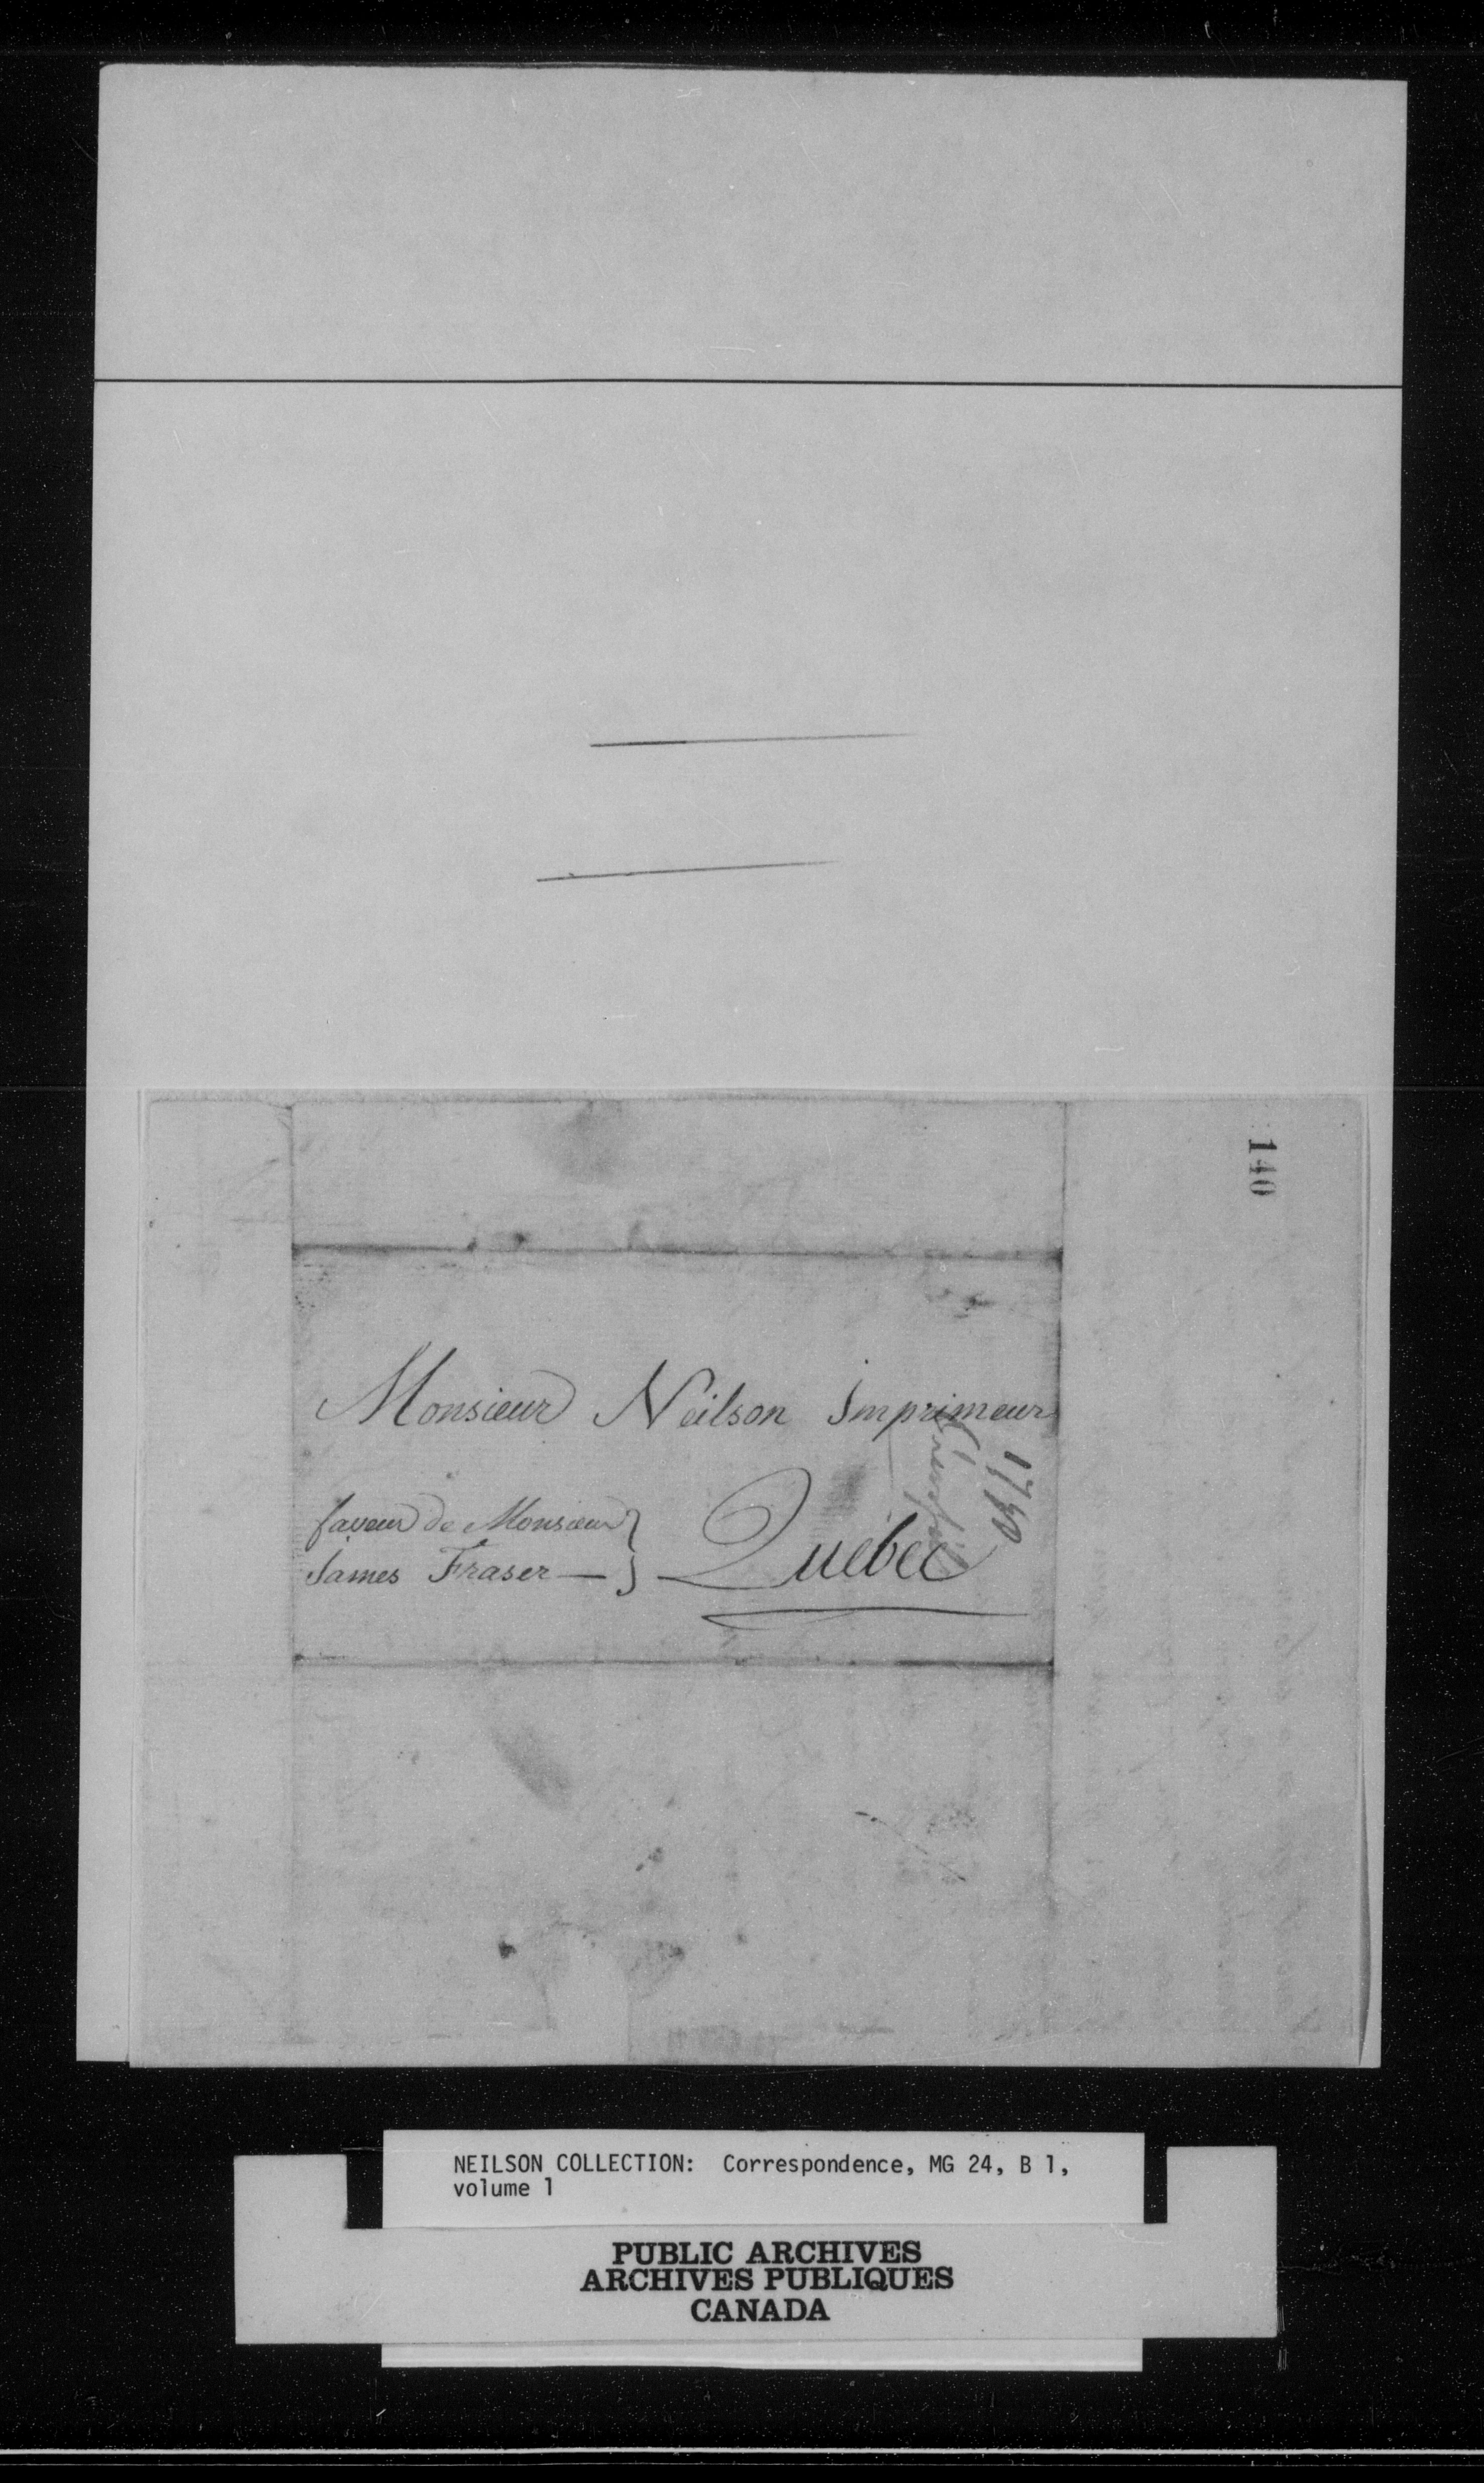 140
Monsieur Neilson Imprimeur
1790
faveur de Monsieur }
James Fraser — }
Quebec
NEILSON COLLECTION: Correspondence, MG 24, B 1,
volume 1
PUBLIC ARCHIVES
ARCHIVES PUBLIQUES
CANADA